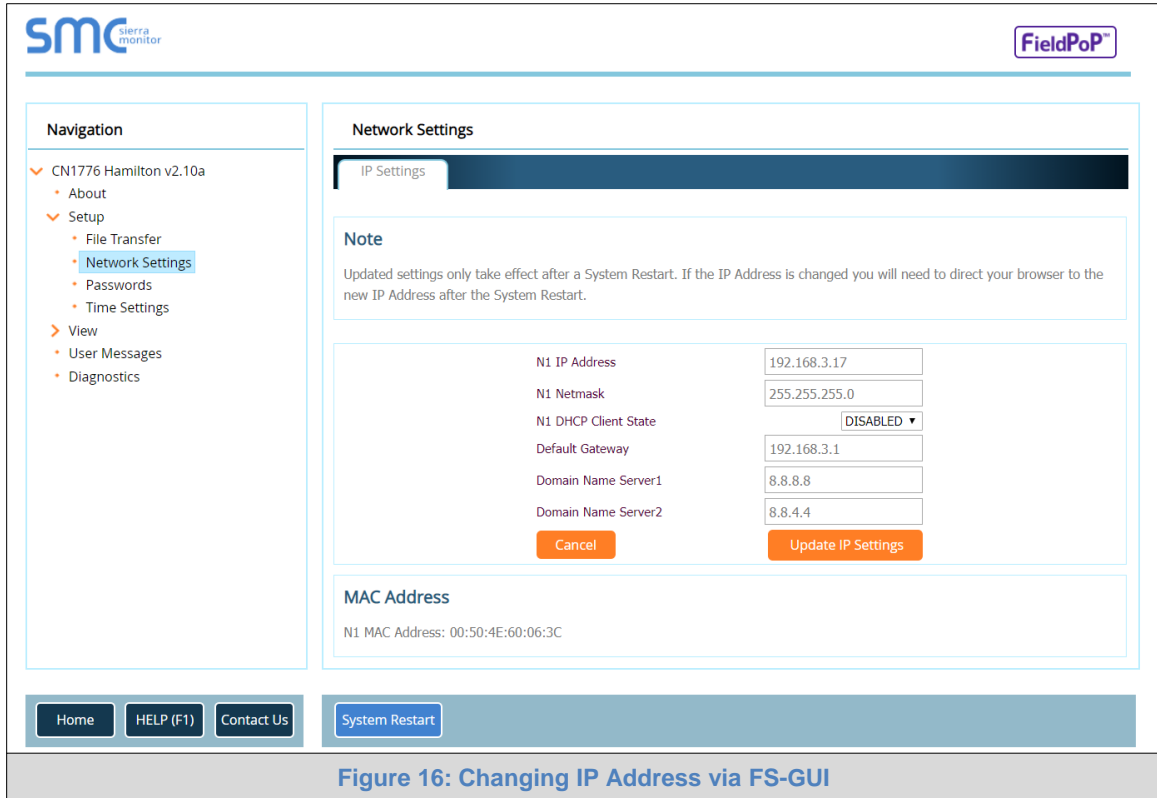 SMC sierra monitor
FieldPoP™
Navigation
CN1776 Hamilton v2.10a
About
Setup
File Transfer
Network Settings
Passwords
Time Settings
View
User Messages
Diagnostics
Network Settings
IP Settings
Note
Updated settings only take effect after a System Restart. If the IP Address is changed you will need to direct your browser to the
new IP Address after the System Restart.
N1 IP Address 192.168.3.17
N1 Netmask 255.255.255.0
N1 DHCP Client State DISABLED
Default Gateway 192.168.3.1
Domain Name Server1 8.8.8.8
Domain Name Server2 8.8.4.4
Cancel Update IP Settings
MAC Address
N1 MAC Address: 00:50:4E:60:06:3C
Home HELP (F1) Contact Us System Restart
Figure 16: Changing IP Address via FS-GUI